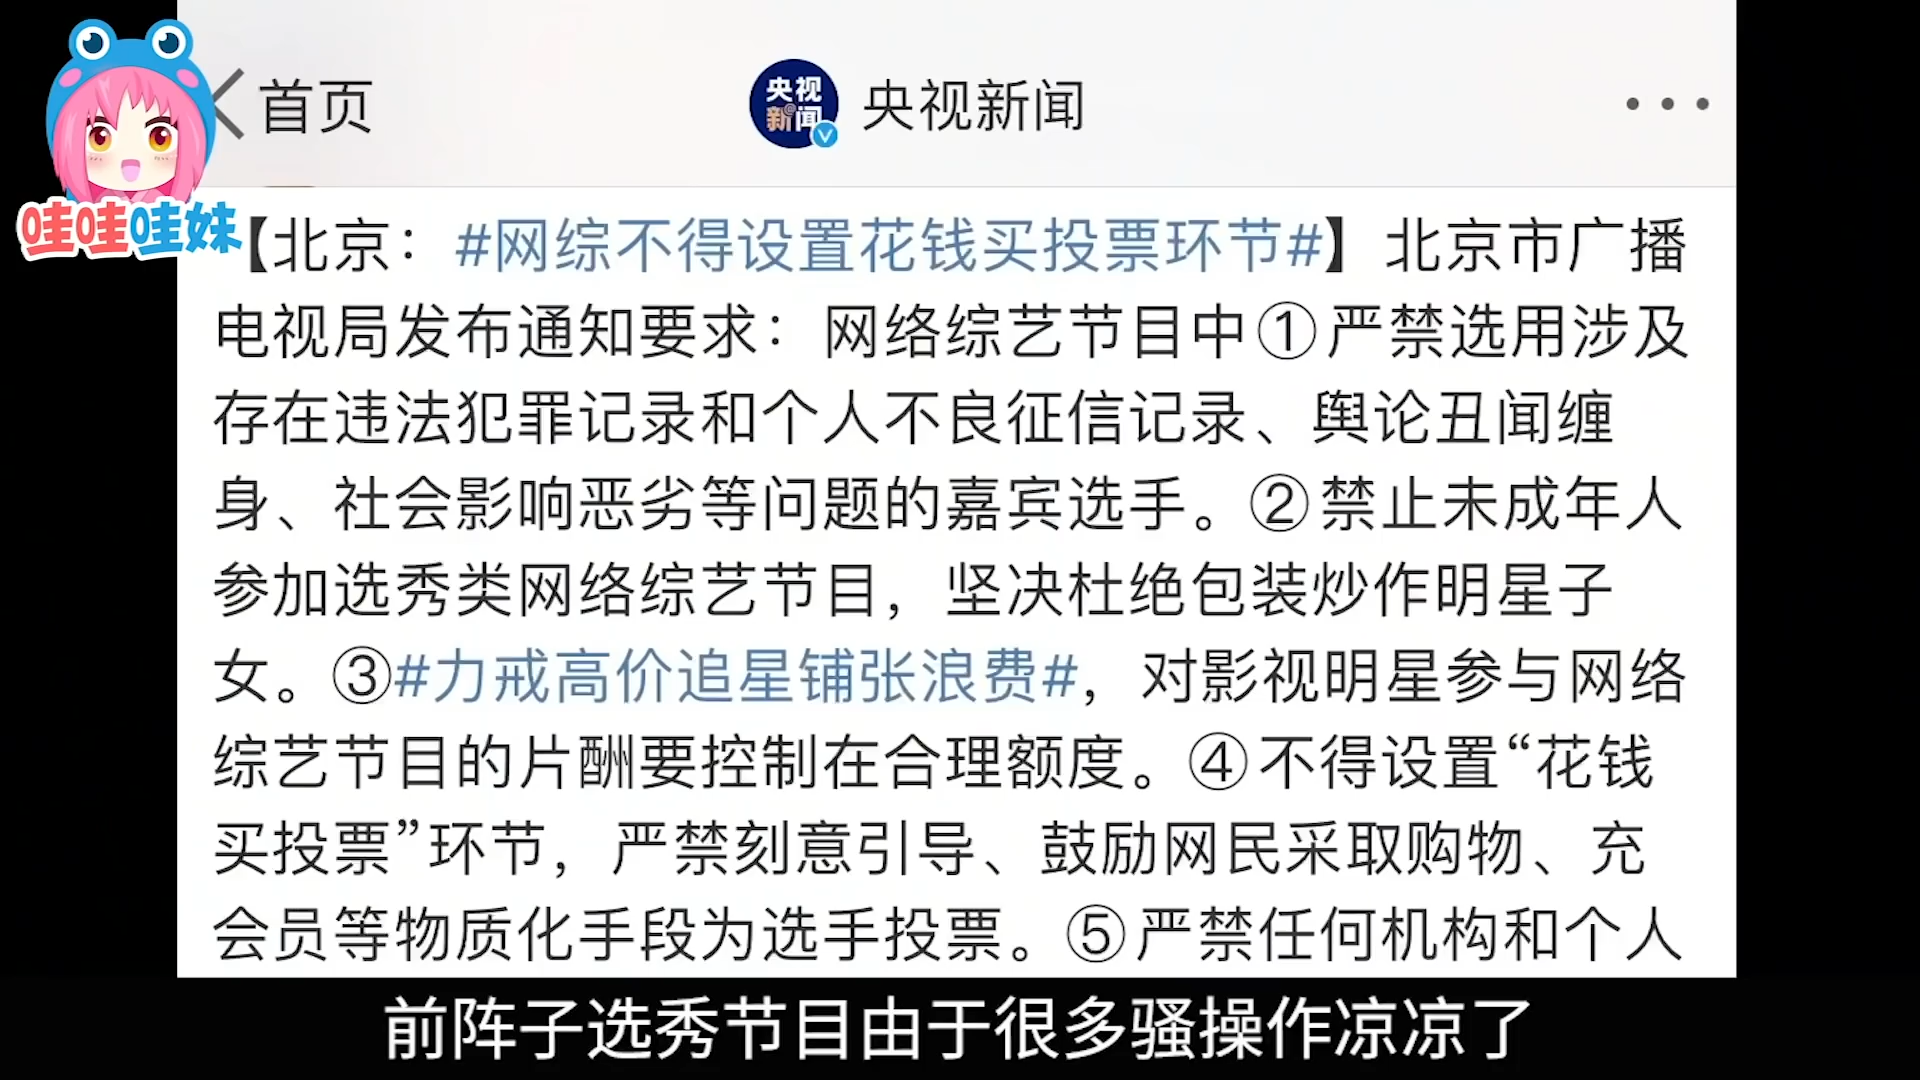 首页
央视新闻
央视新闻
哇哇哇妹
【北京：#网综不得设置花钱买投票环节#】北京市广播
电视局发布通知要求：网络综艺节目中①严禁选用涉及
存在违法犯罪记录和个人不良征信记录、舆论丑闻缠
身、社会影响恶劣等问题的嘉宾选手。②禁止未成年人
参加选秀类网络综艺节目，坚决杜绝包装炒作明星子
女。③#力戒高价追星铺张浪费#，对影视明星参与网络
综艺节目的片酬要控制在合理额度。④不得设置“花钱
买投票”环节，严禁刻意引导、鼓励网民采取购物、充
会员等物质化手段为选手投票。⑤严禁任何机构和个人
前阵子选秀节目由于很多骚操作凉凉了